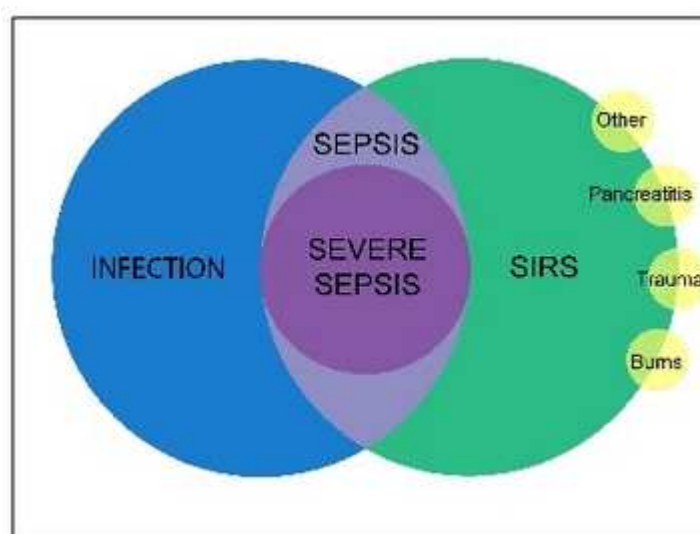 SEPSIS
Other
Pancreatitis
INFECTION
SEVERE
SEPSIS
SIRS
Trauma
Burns